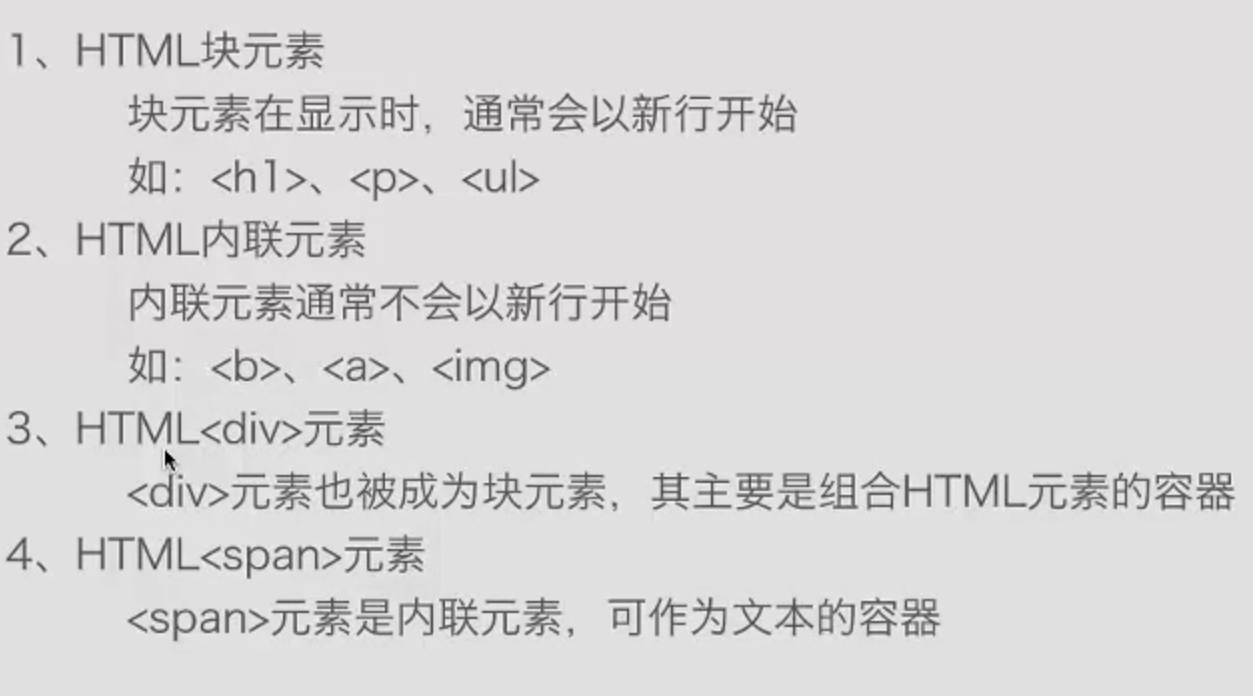 1、HTML块元素
块元素在显示时，通常会以新行开始
如：<h1>、<p>、<ul>
2、HTML内联元素
内联元素通常不会以新行开始
如：<b>、<a>、<img>
3、HTML<div>元素
<div>元素也被成为块元素，其主要是组合HTML元素的容器
4、HTML<span>元素
<span>元素是内联元素，可作为文本的容器